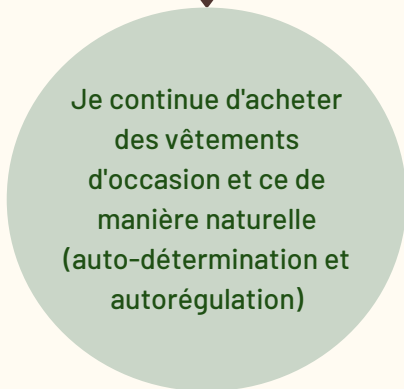 Je continue d'acheter
des vêtements
d'occasion et ce de
manière naturelle
(auto-détermination et
autorégulation)